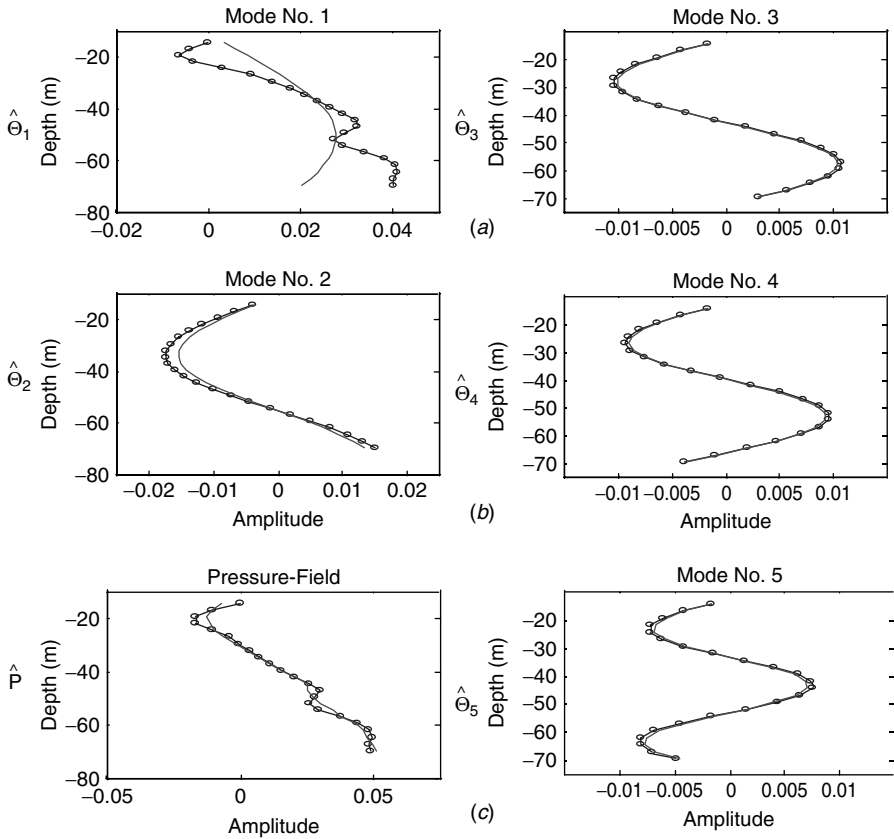 Mode No. 1
−20
−40
−60
−80
−0.02 0 0.02 0.04
Depth (m)
Θ̂1
Mode No. 3
−20
−30
−40
−50
−60
−70
−0.01 −0.005 0 0.005 0.01
Depth (m)
Θ̂3
(a)
Mode No. 2
−20
−40
−60
−80
−0.02 −0.01 0 0.01 0.02
Depth (m)
Θ̂2
Amplitude
Mode No. 4
−20
−30
−40
−50
−60
−70
−0.01 −0.005 0 0.005 0.01
Depth (m)
Θ̂4
Amplitude
(b)
Pressure-Field
−20
−40
−60
−80
−0.05 0 0.05
Depth (m)
P̂
Amplitude
Mode No. 5
−20
−30
−40
−50
−60
−70
−0.01 −0.005 0 0.005 0.01
Depth (m)
Θ̂5
Amplitude
(c)